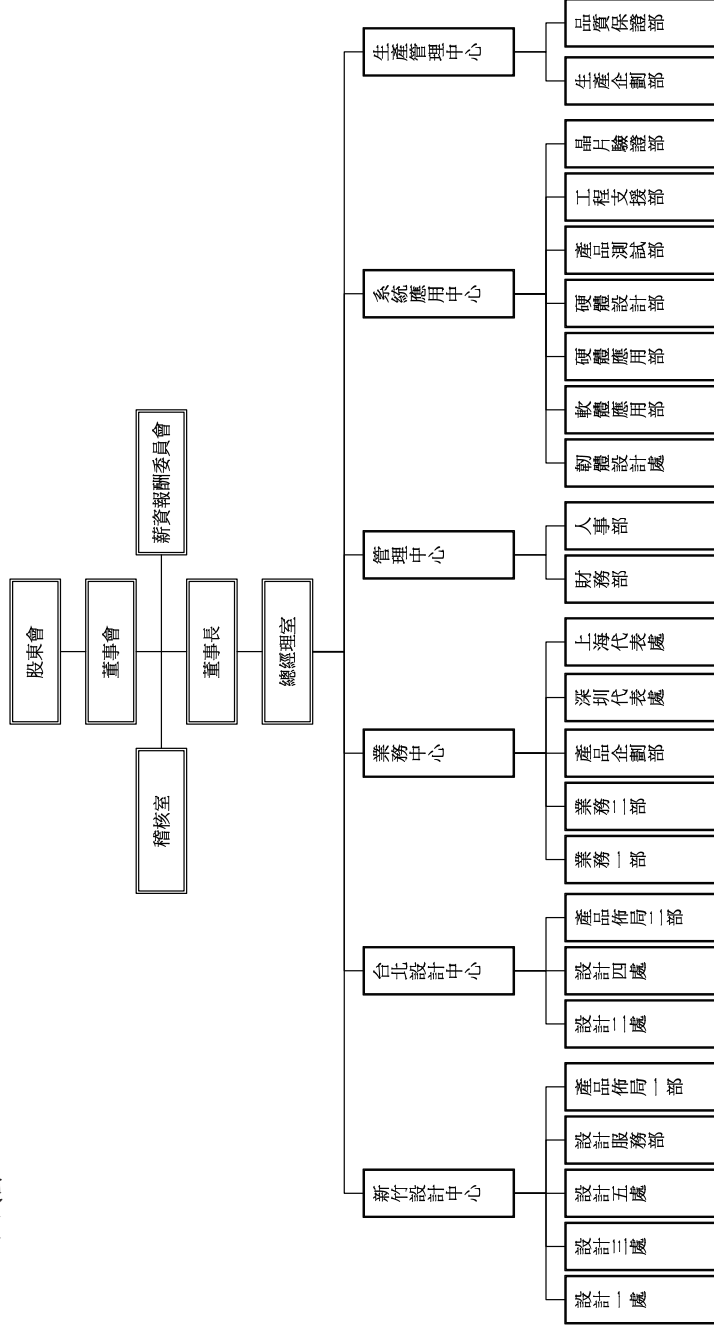 股東會
董事會
薪資報酬委員會
稽核室
董事長
總經理室
新竹設計中心
台北設計中心
業務中心
管理中心
系統應用中心
生產管理中心
設計一處
設計三處
設計五處
設計服務部
產品佈局一部
設計二處
設計四處
產品佈局二部
業務一部
業務二部
產品企劃部
深圳代表處
上海代表處
財務部
人事部
韌體設計處
軟體應用部
硬體應用部
硬體設計部
產品測試部
工程支援部
晶片驗證部
生產企劃部
品質保證部